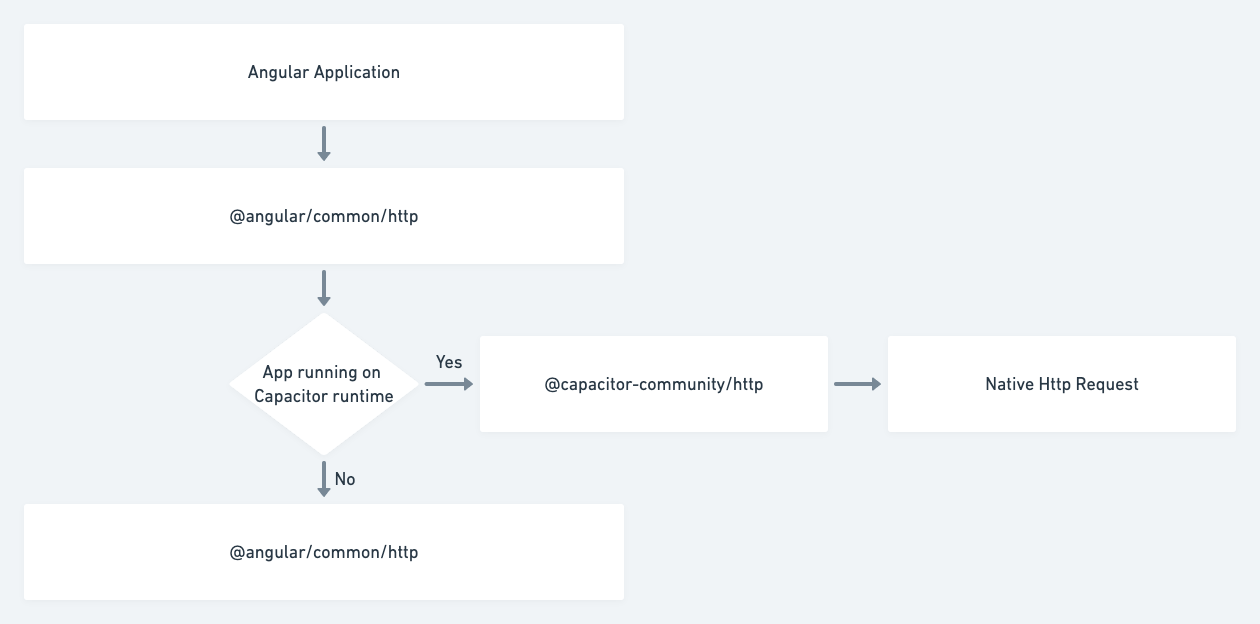 Angular Application
@angular/common/http
App running on
Capacitor runtime
Yes
@capacitor-community/http
Native Http Request
No
@angular/common/http